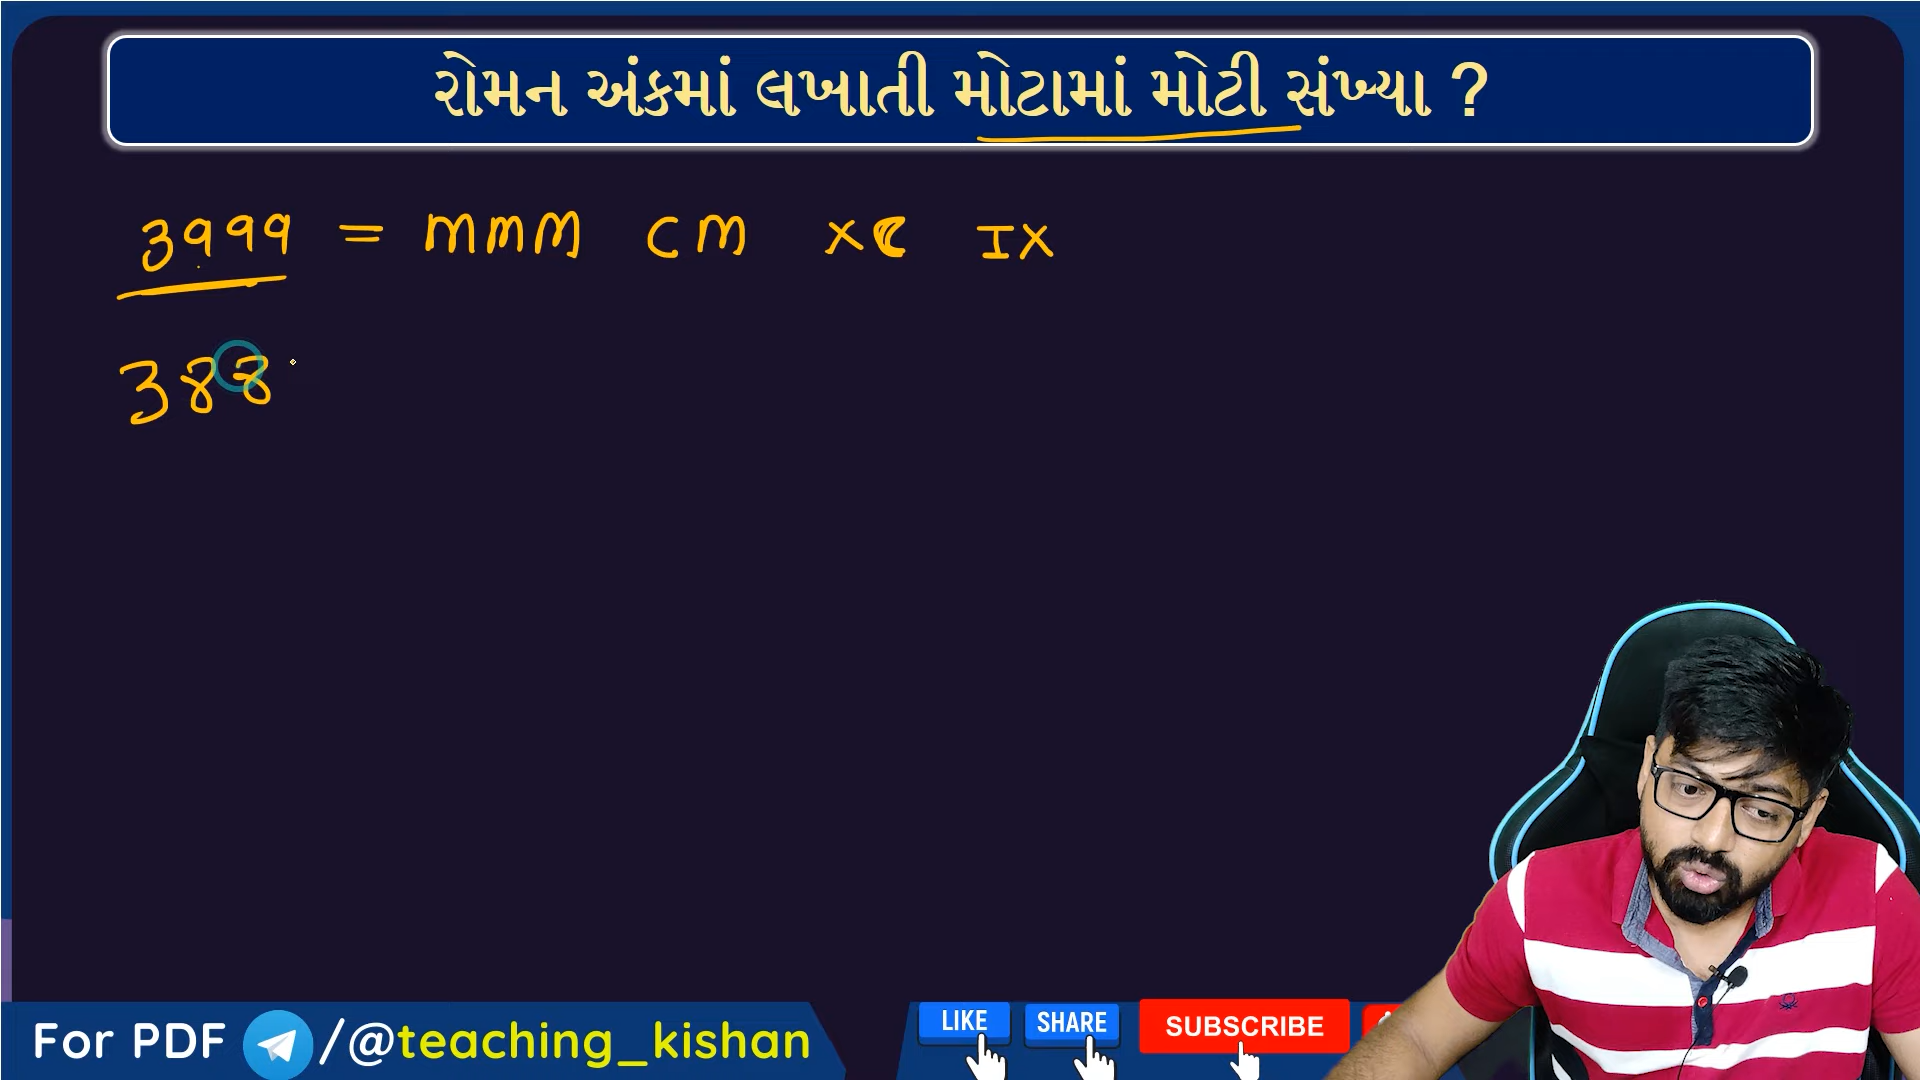 રોમન અંકમાં લખાતી મોટામાં મોટી સંખ્યા ?
3999 = MMM CM XC IX
388
For PDF /@teaching_kishan
LIKE SHARE SUBSCRIBE